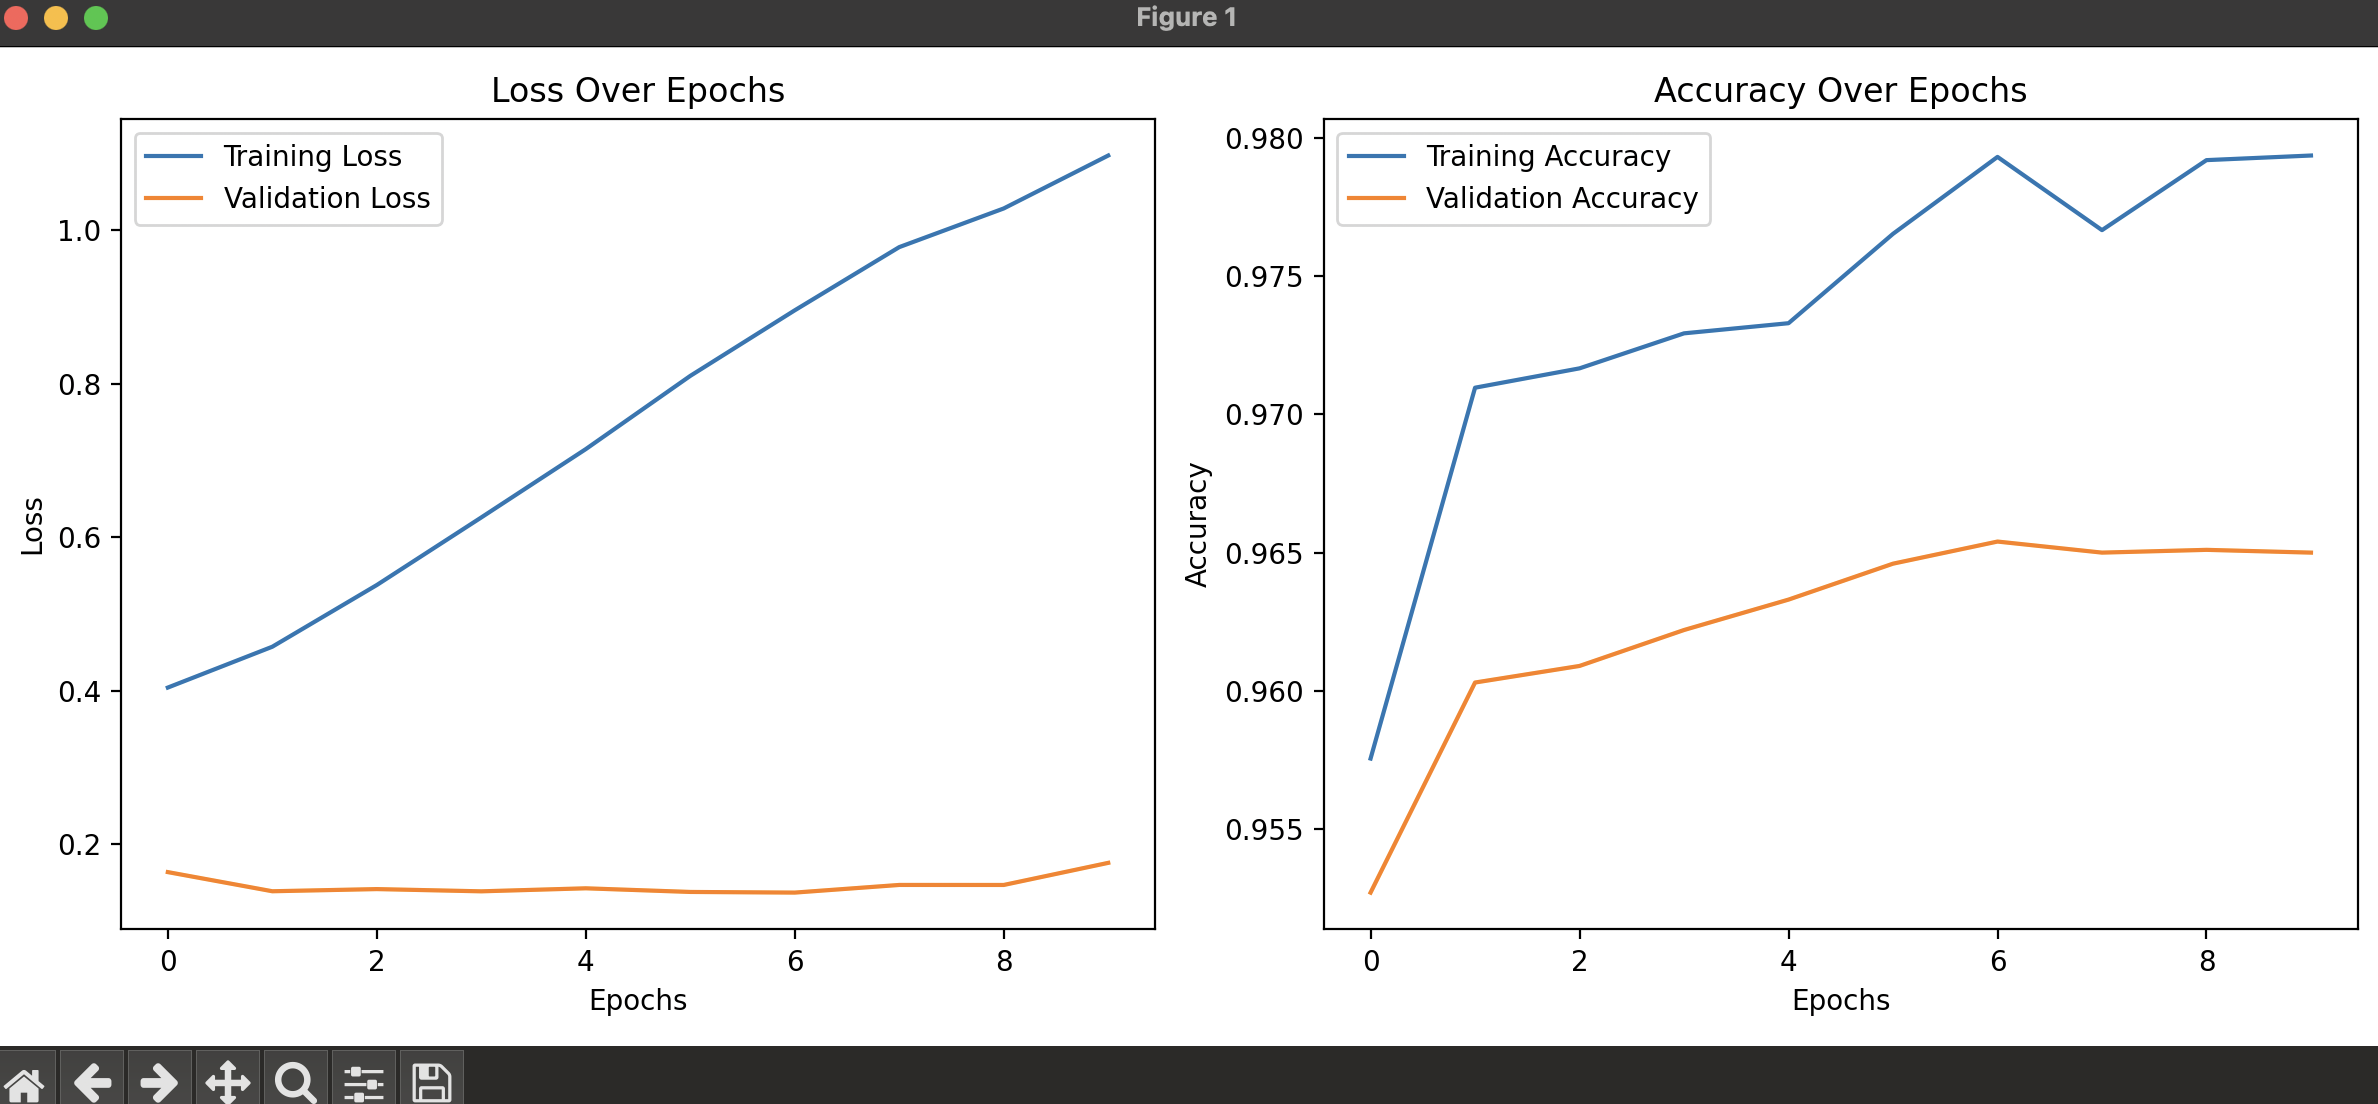 Figure 1
Loss Over Epochs
Training Loss
Validation Loss
1.0
0.8
0.6
0.4
0.2
Loss
0 2 4 6 8
Epochs
Accuracy Over Epochs
Training Accuracy
Validation Accuracy
0.980
0.975
0.970
0.965
0.960
0.955
Accuracy
0 2 4 6 8
Epochs